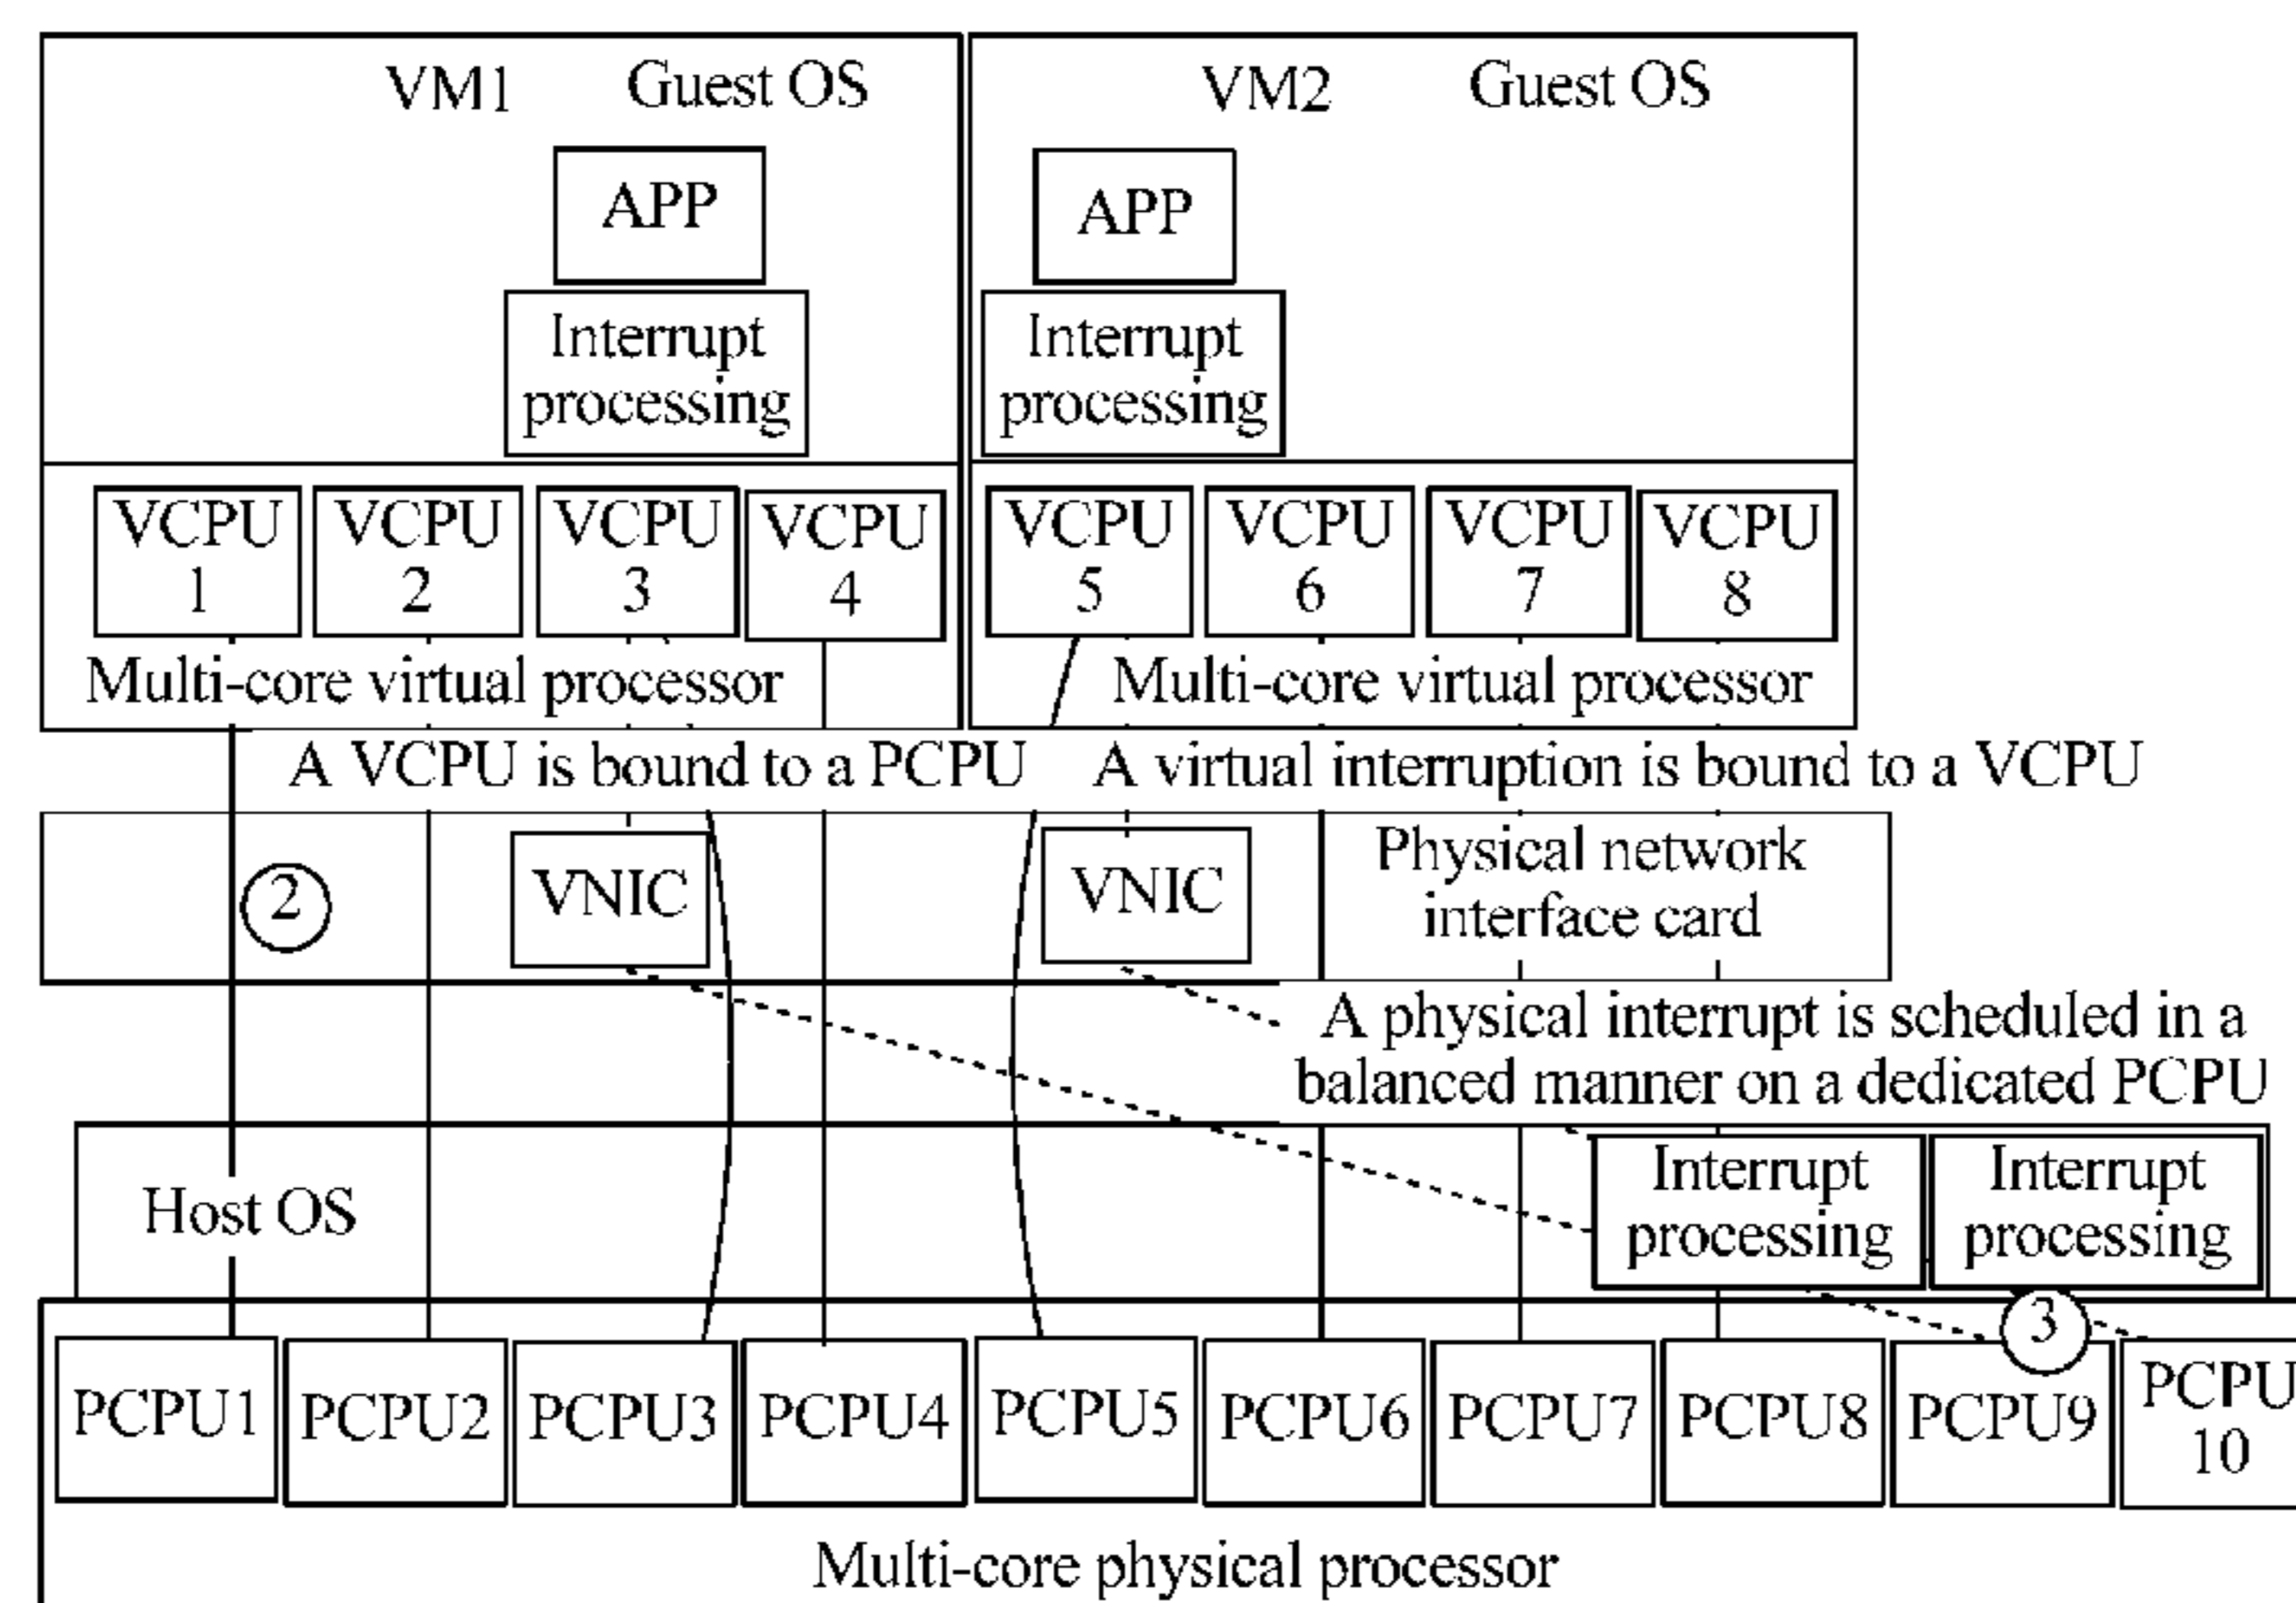 VM1 Guest OS
VM2 Guest OS
APP
APP
Interrupt
processing
Interrupt
processing
VCPU
1
VCPU
2
VCPU
3
VCPU
4
VCPU
5
VCPU
6
VCPU
7
VCPU
8
Multi-core virtual processor
Multi-core virtual processor
A VCPU is bound to a PCPU
A virtual interruption is bound to a VCPU
2
VNIC
VNIC
Physical network
interface card
A physical interrupt is scheduled in a
balanced manner on a dedicated PCPU
Host OS
Interrupt
processing
Interrupt
processing
3
PCPU1
PCPU2
PCPU3
PCPU4
PCPU5
PCPU6
PCPU7
PCPU8
PCPU9
PCPU
10
Multi-core physical processor